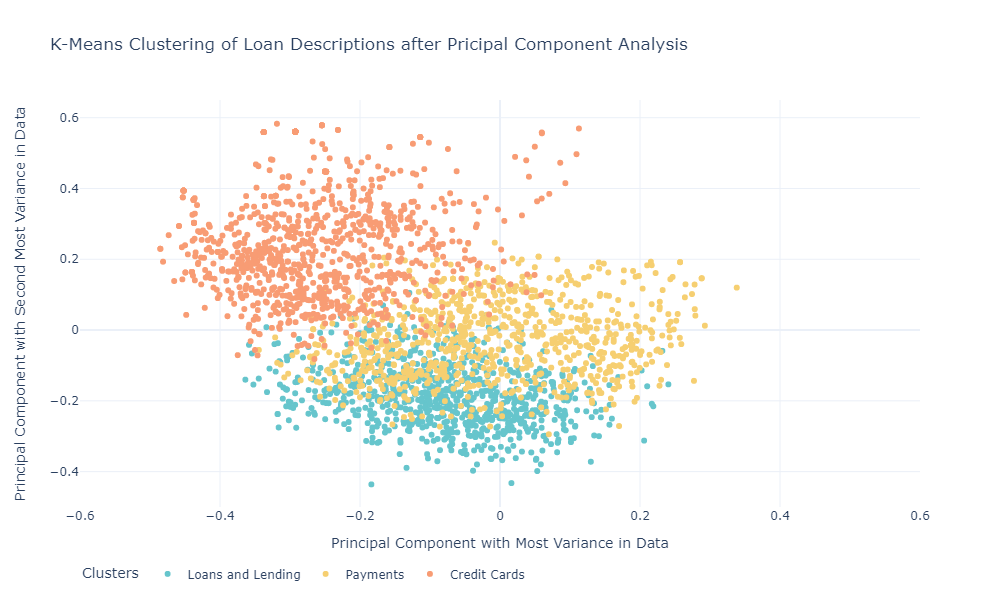 K-Means Clustering of Loan Descriptions after Pricipal Component Analysis
Principal Component with Second Most Variance in Data
0.6
0.4
0.2
0
−0.2
−0.4
−0.6
−0.4
−0.2
0
0.2
0.4
0.6
Principal Component with Most Variance in Data
Clusters
Loans and Lending
Payments
Credit Cards